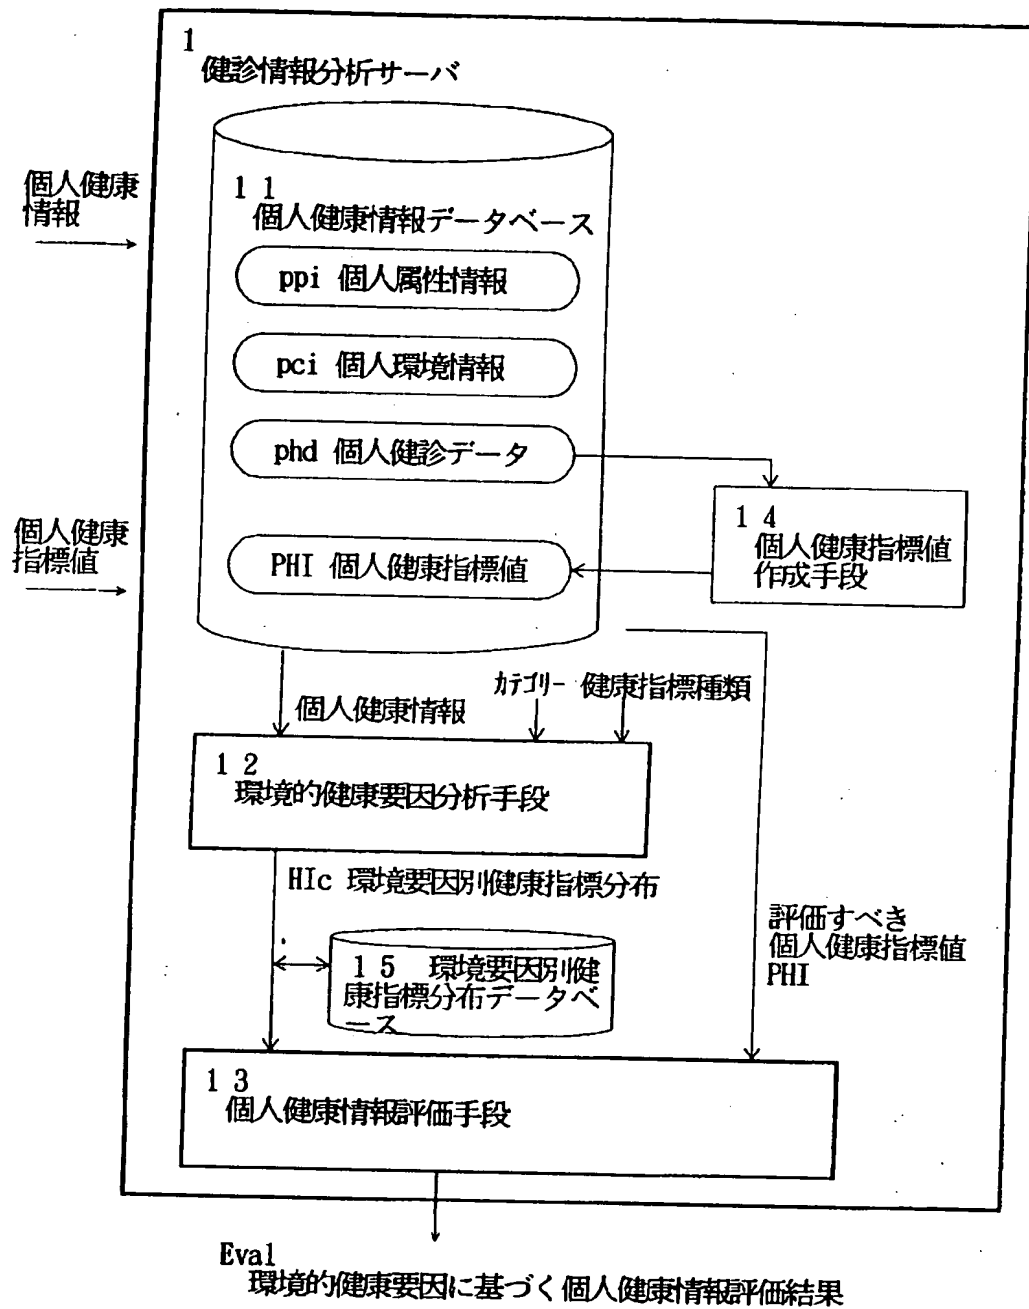 1
健診情報分析サーバ
個人健康
情報
1 1
個人健康情報データベース
ppi 個人属性情報
pci 個人環境情報
phd 個人健診データ
個人健康
指標値
1 4
個人健康指標値
作成手段
PHI 個人健康指標値
カテゴリー 健康指標種類
個人健康情報
1 2
環境的健康要因分析手段
HIc 環境要因別健康指標分布
評価すべき
個人健康指標値
PHI
1 5 環境要因別健
康指標分布データベ
ース
1 3
個人健康情報評価手段
Eval
環境的健康要因に基づく個人健康情報評価結果